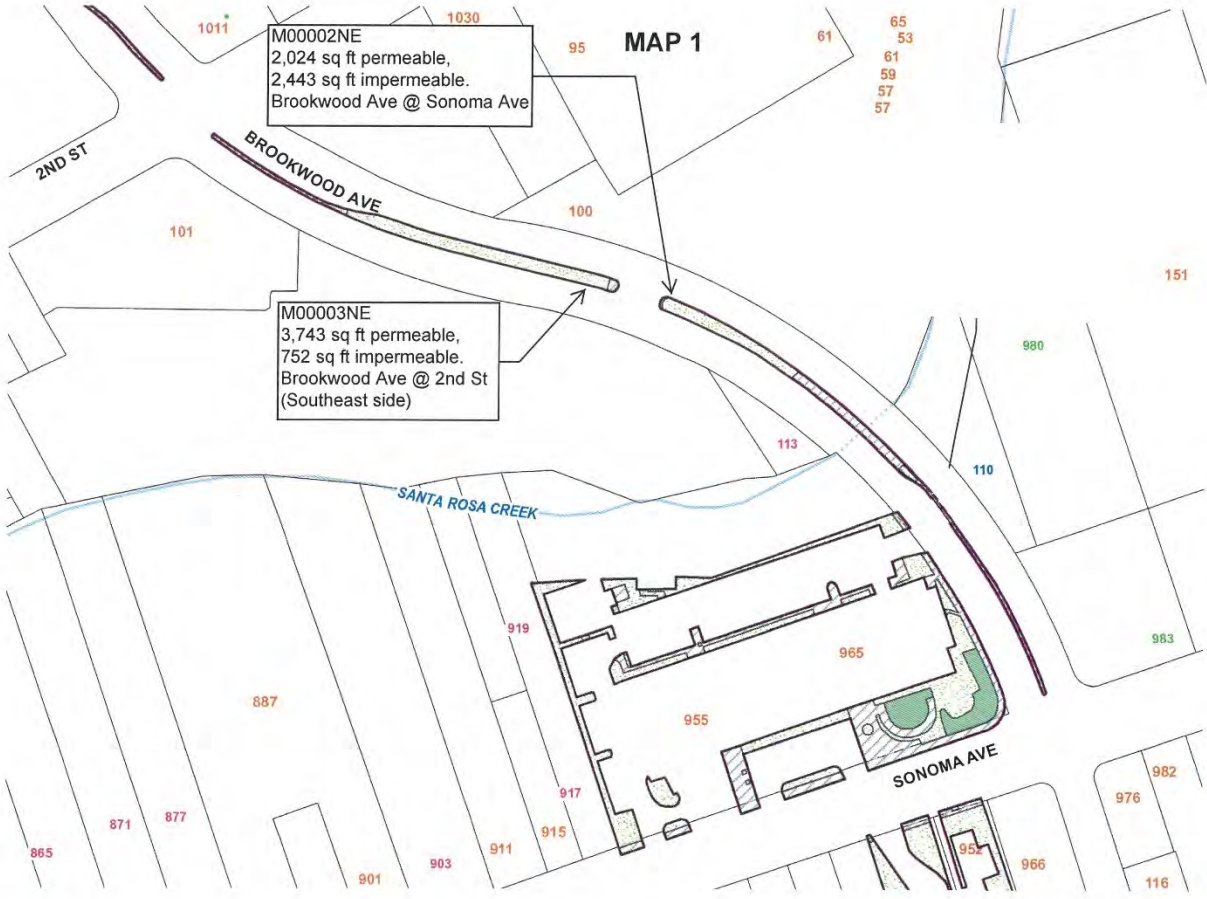 1011
1030
M00002NE
2,024 sq ft permeable,
2,443 sq ft impermeable.
Brookwood Ave @ Sonoma Ave
95
MAP 1
61
65
53
61
59
57
57
2ND ST
BROOKWOOD AVE
101
100
151
M00003NE
3,743 sq ft permeable,
752 sq ft impermeable.
Brookwood Ave @ 2nd St
(Southeast side)
980
113
110
SANTA ROSA CREEK
919
965
983
887
955
SONOMA AVE
982
976
917
871
877
915
911
865
903
901
952
966
116